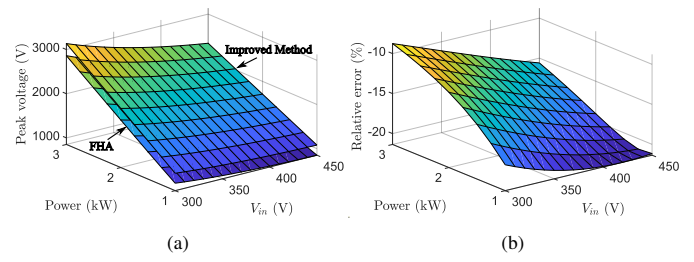 Peak voltage (V)
3000
2000
1000
Improved Method
FHA
3
2
1
Power (kW)
300
350
400
450
V_in (V)
(a)
Relative error (%)
-10
-15
-20
3
2
1
Power (kW)
300
350
400
450
V_in (V)
(b)